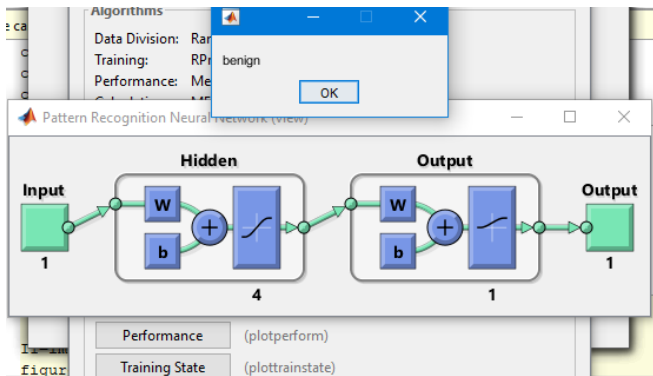 Algorithms
Data Division: Rar
Training: RPr
Performance: Me
benign
OK
Pattern Recognition Neural Network (view)
Hidden
Output
Input
W
b
+
W
b
+
Output
1
4
1
1
Performance (plotperform)
Training State (plottrainstate)
figur